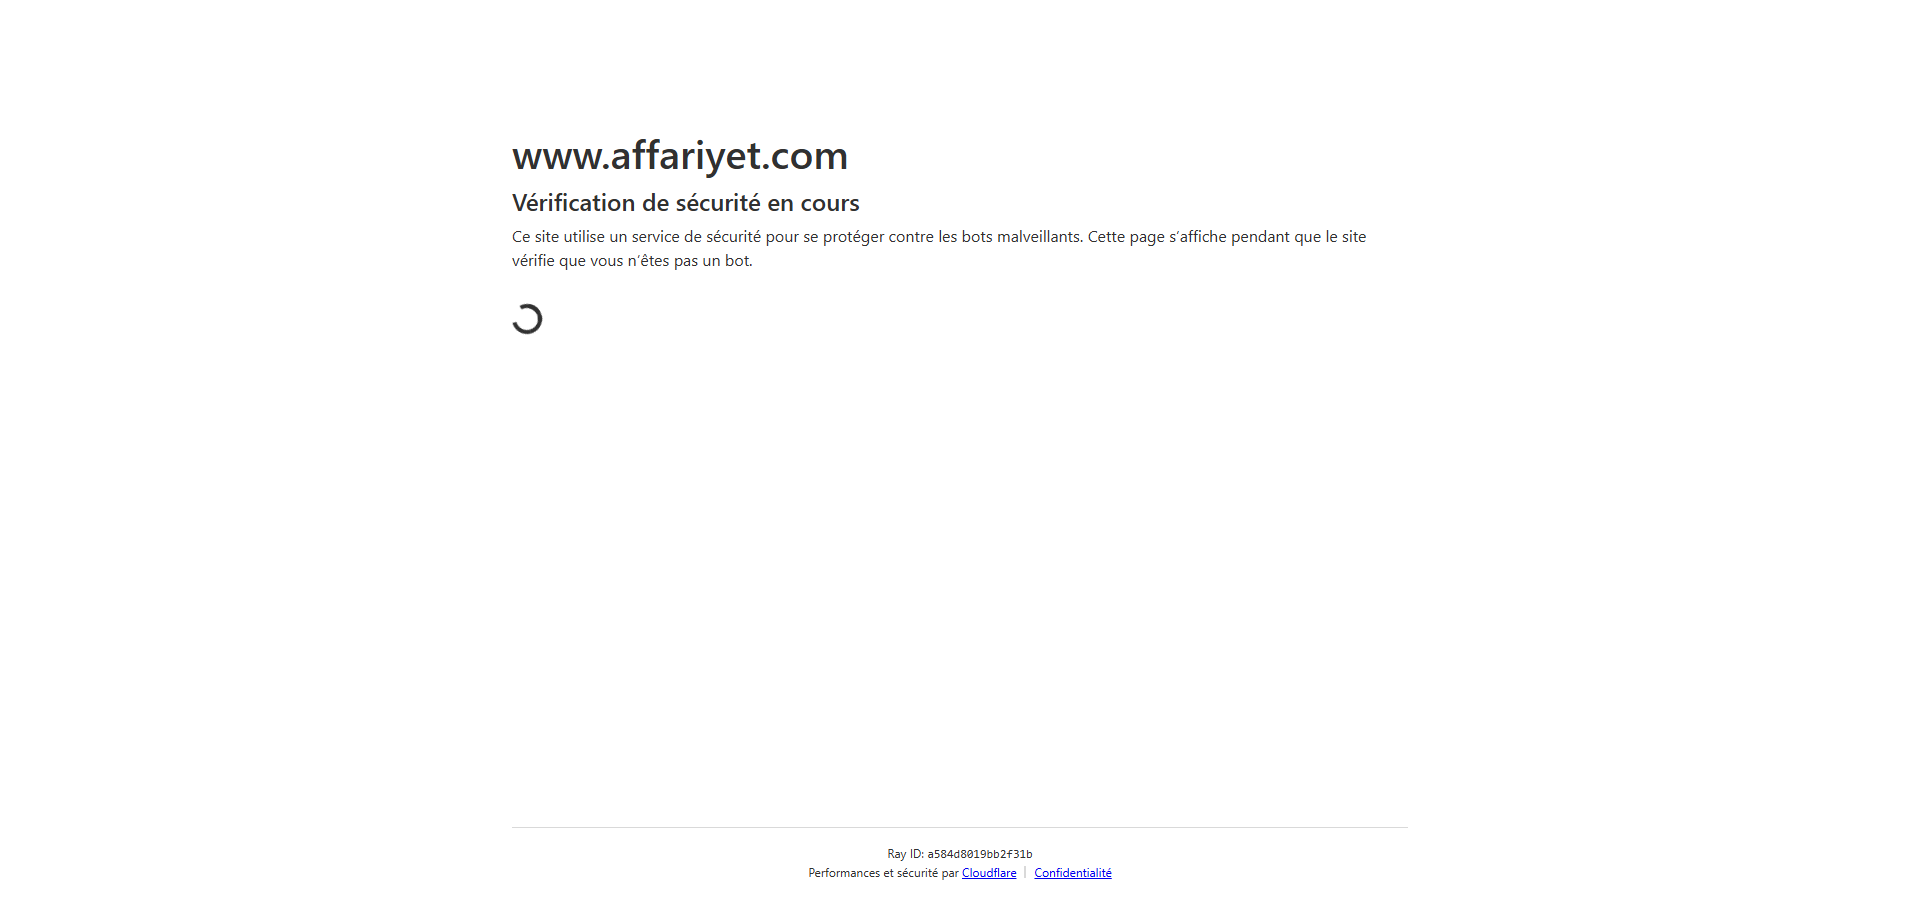 www.affariyet.com
Vérification de sécurité en cours
Ce site utilise un service de sécurité pour se protéger contre les bots malveillants. Cette page s’affiche pendant que le site
vérifie que vous n’êtes pas un bot.
Ray ID: a584d8019bb2f31b
Performances et sécurité par Cloudflare | Confidentialité